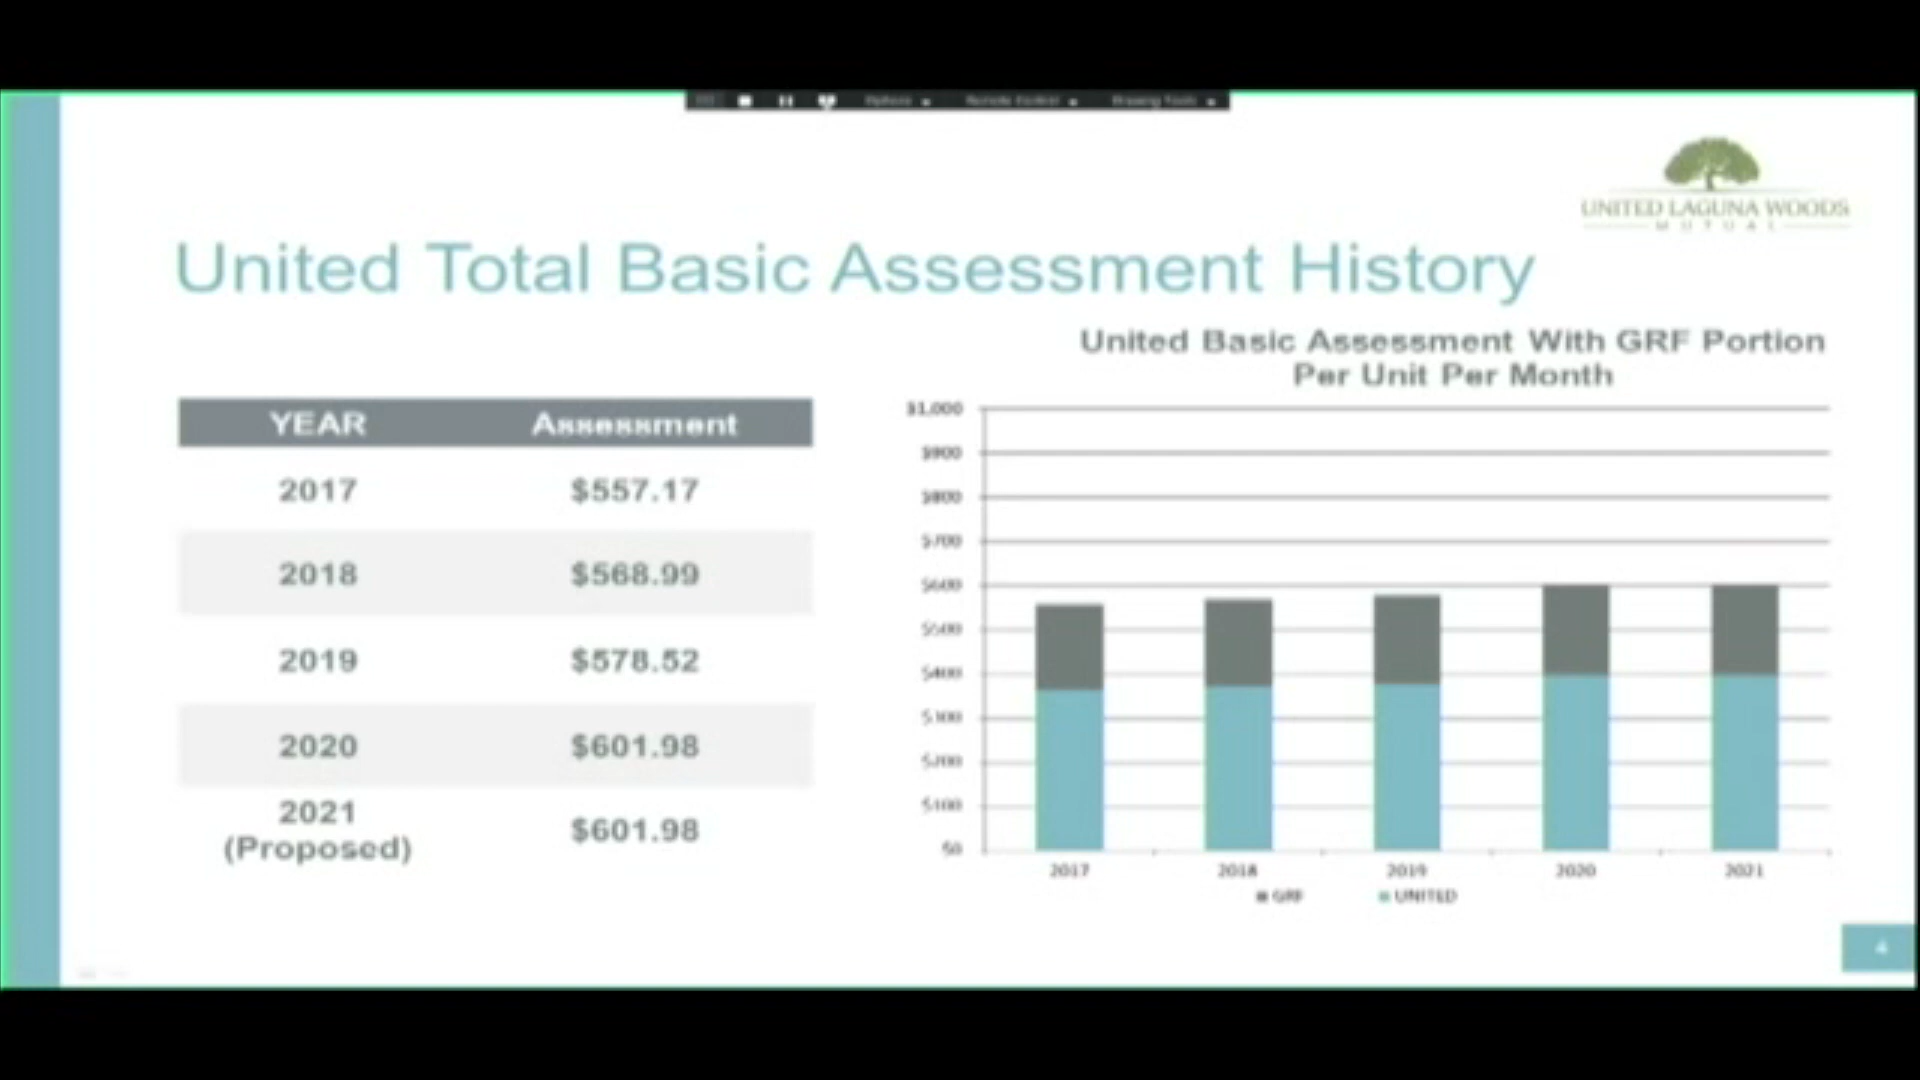 UNITED LAGUNA WOODS
MUTUAL
United Total Basic Assessment History
YEAR Assessment
2017 $557.17
2018 $568.99
2019 $578.52
2020 $601.98
2021
(Proposed) $601.98
United Basic Assessment With GRF Portion
Per Unit Per Month
$1,000
$900
$800
$700
$600
$500
$400
$300
$200
$100
$0
2017 2018 2019 2020 2021
GRF UNITED
4